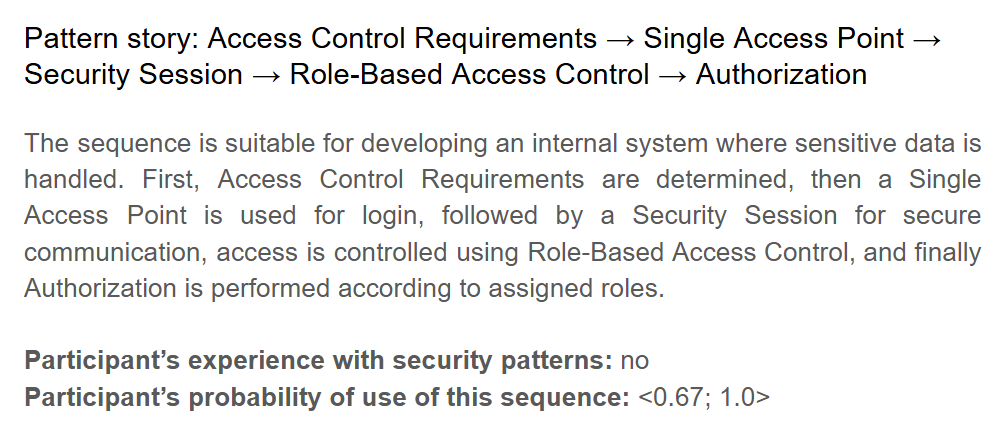 Pattern story: Access Control Requirements → Single Access Point →
Security Session → Role-Based Access Control → Authorization
The sequence is suitable for developing an internal system where sensitive data is
handled. First, Access Control Requirements are determined, then a Single
Access Point is used for login, followed by a Security Session for secure
communication, access is controlled using Role-Based Access Control, and finally
Authorization is performed according to assigned roles.
Participant’s experience with security patterns: no
Participant’s probability of use of this sequence: <0.67; 1.0>